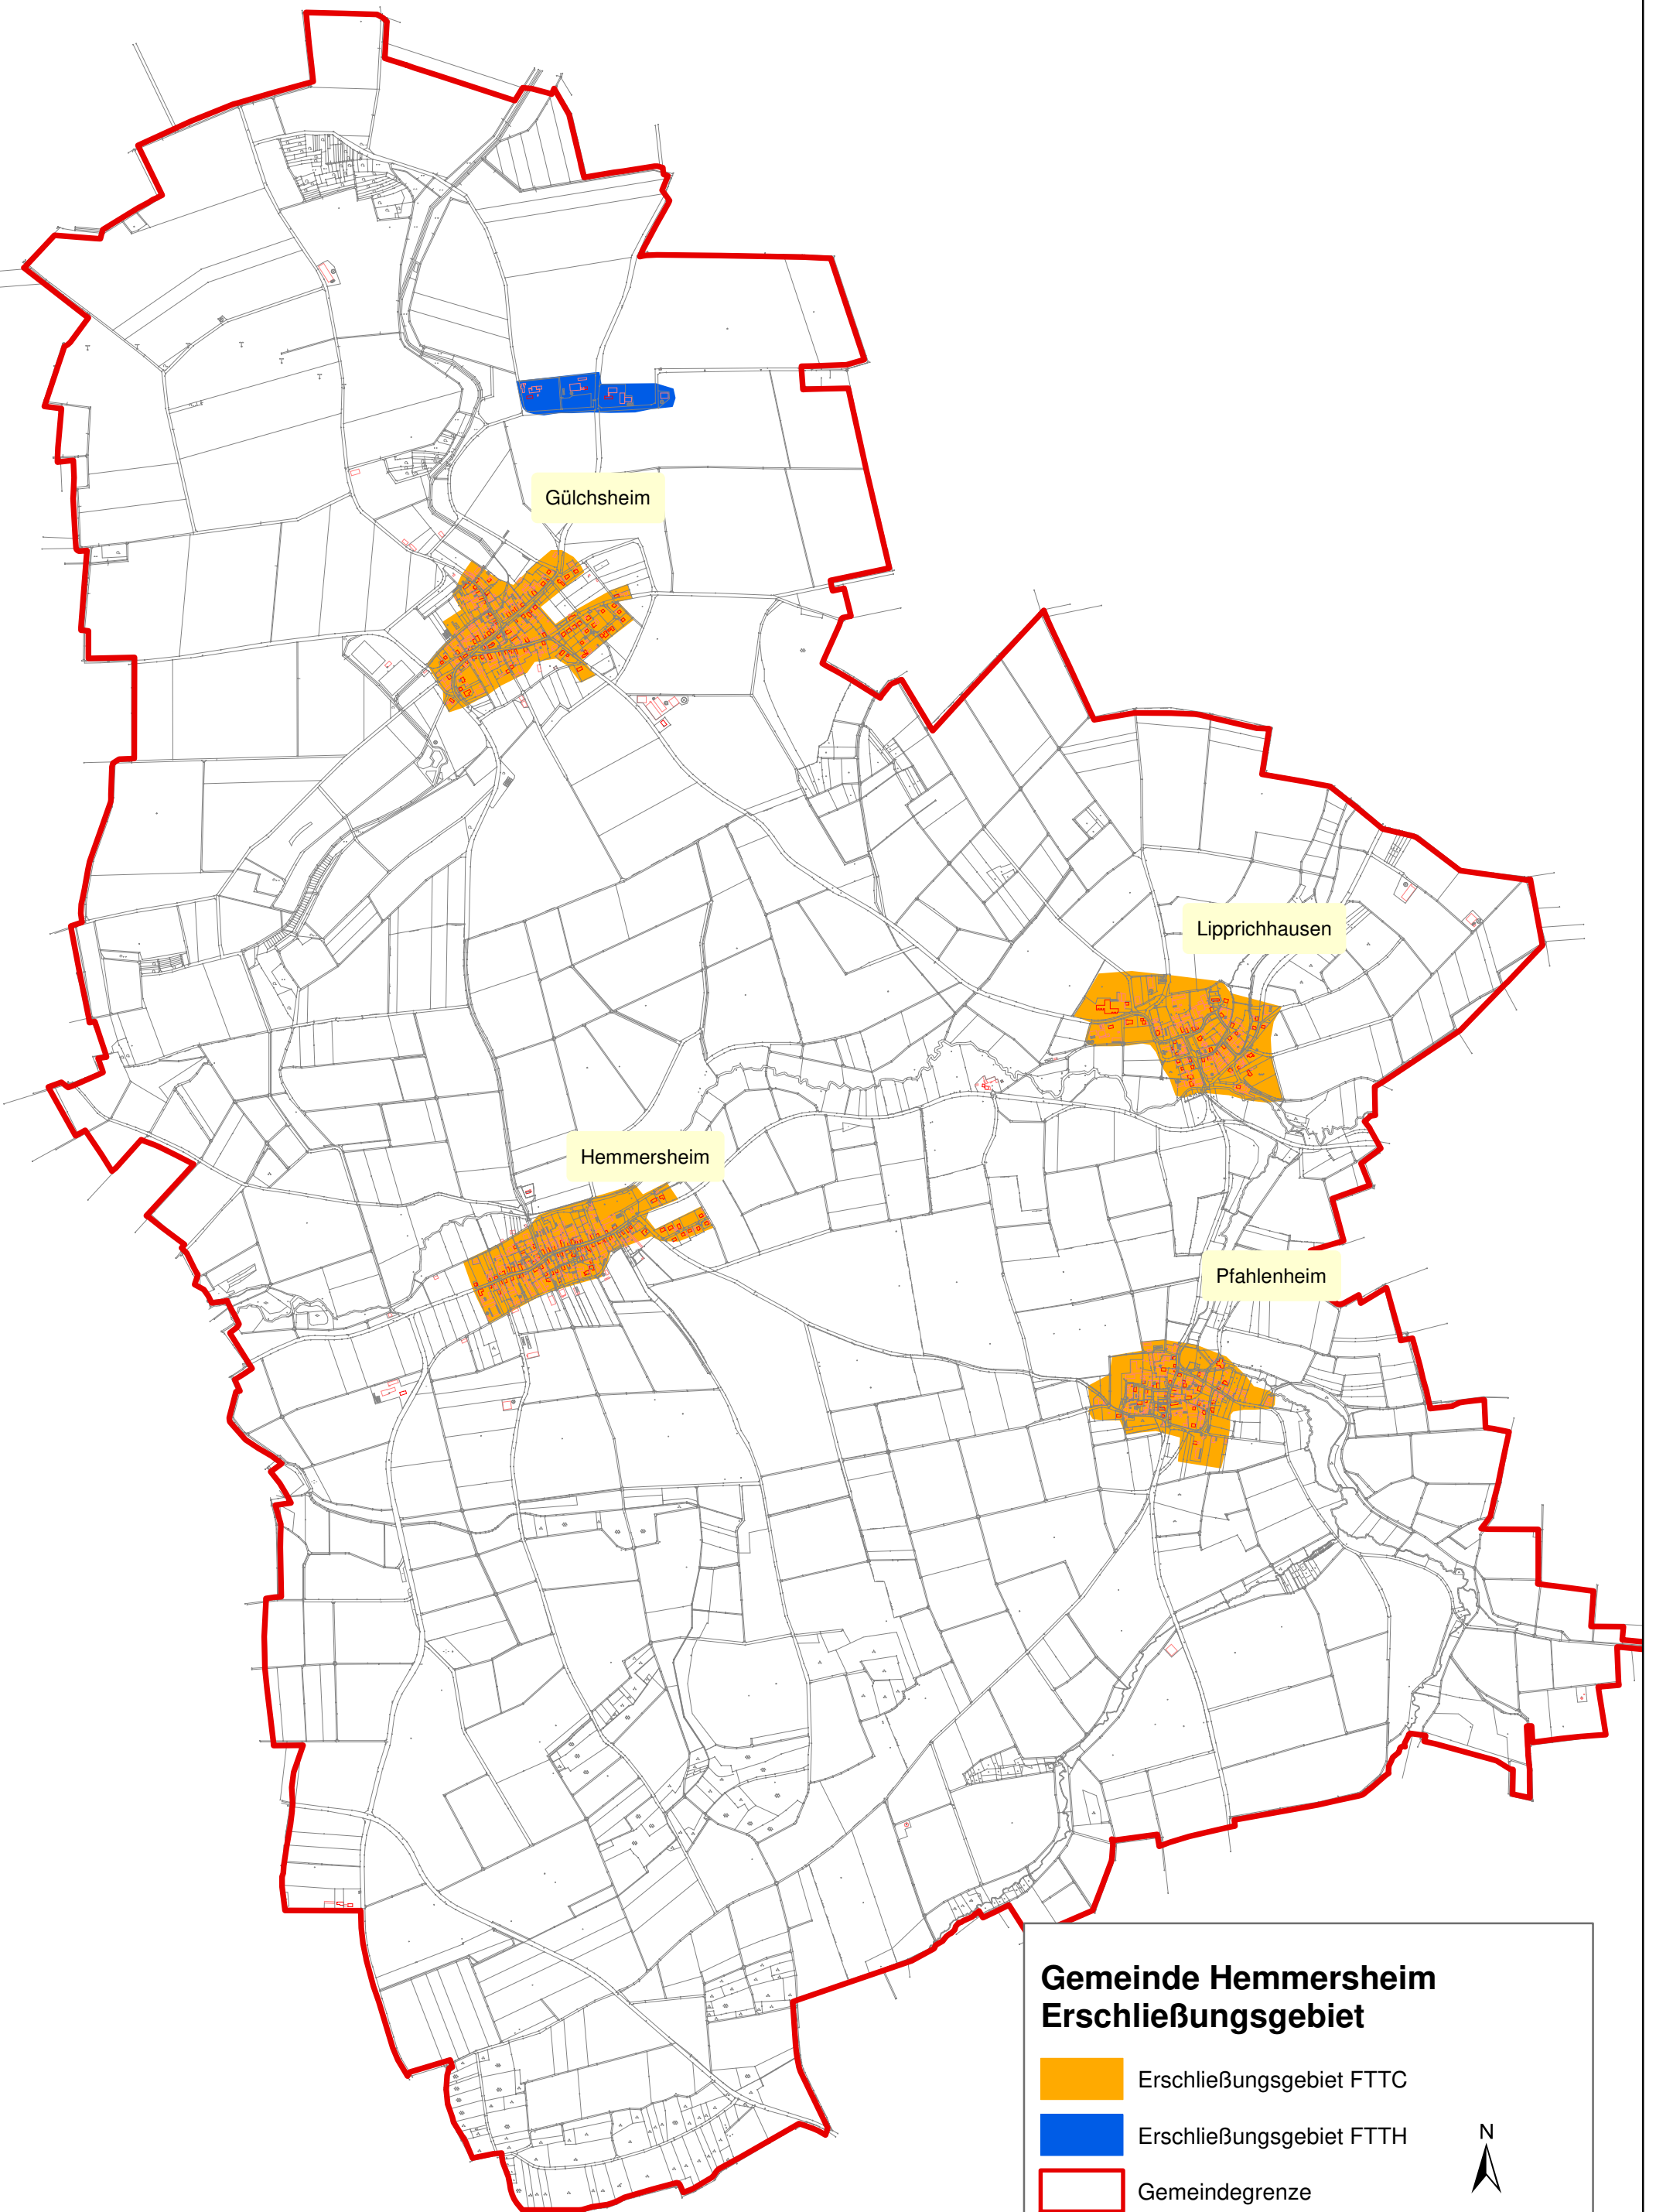 Gülchsheim
Lipprichhausen
Hemmersheim
Pfahlenheim
Gemeinde Hemmersheim
Erschließungsgebiet
Erschließungsgebiet FTTC
Erschließungsgebiet FTTH
N
Gemeindegrenze